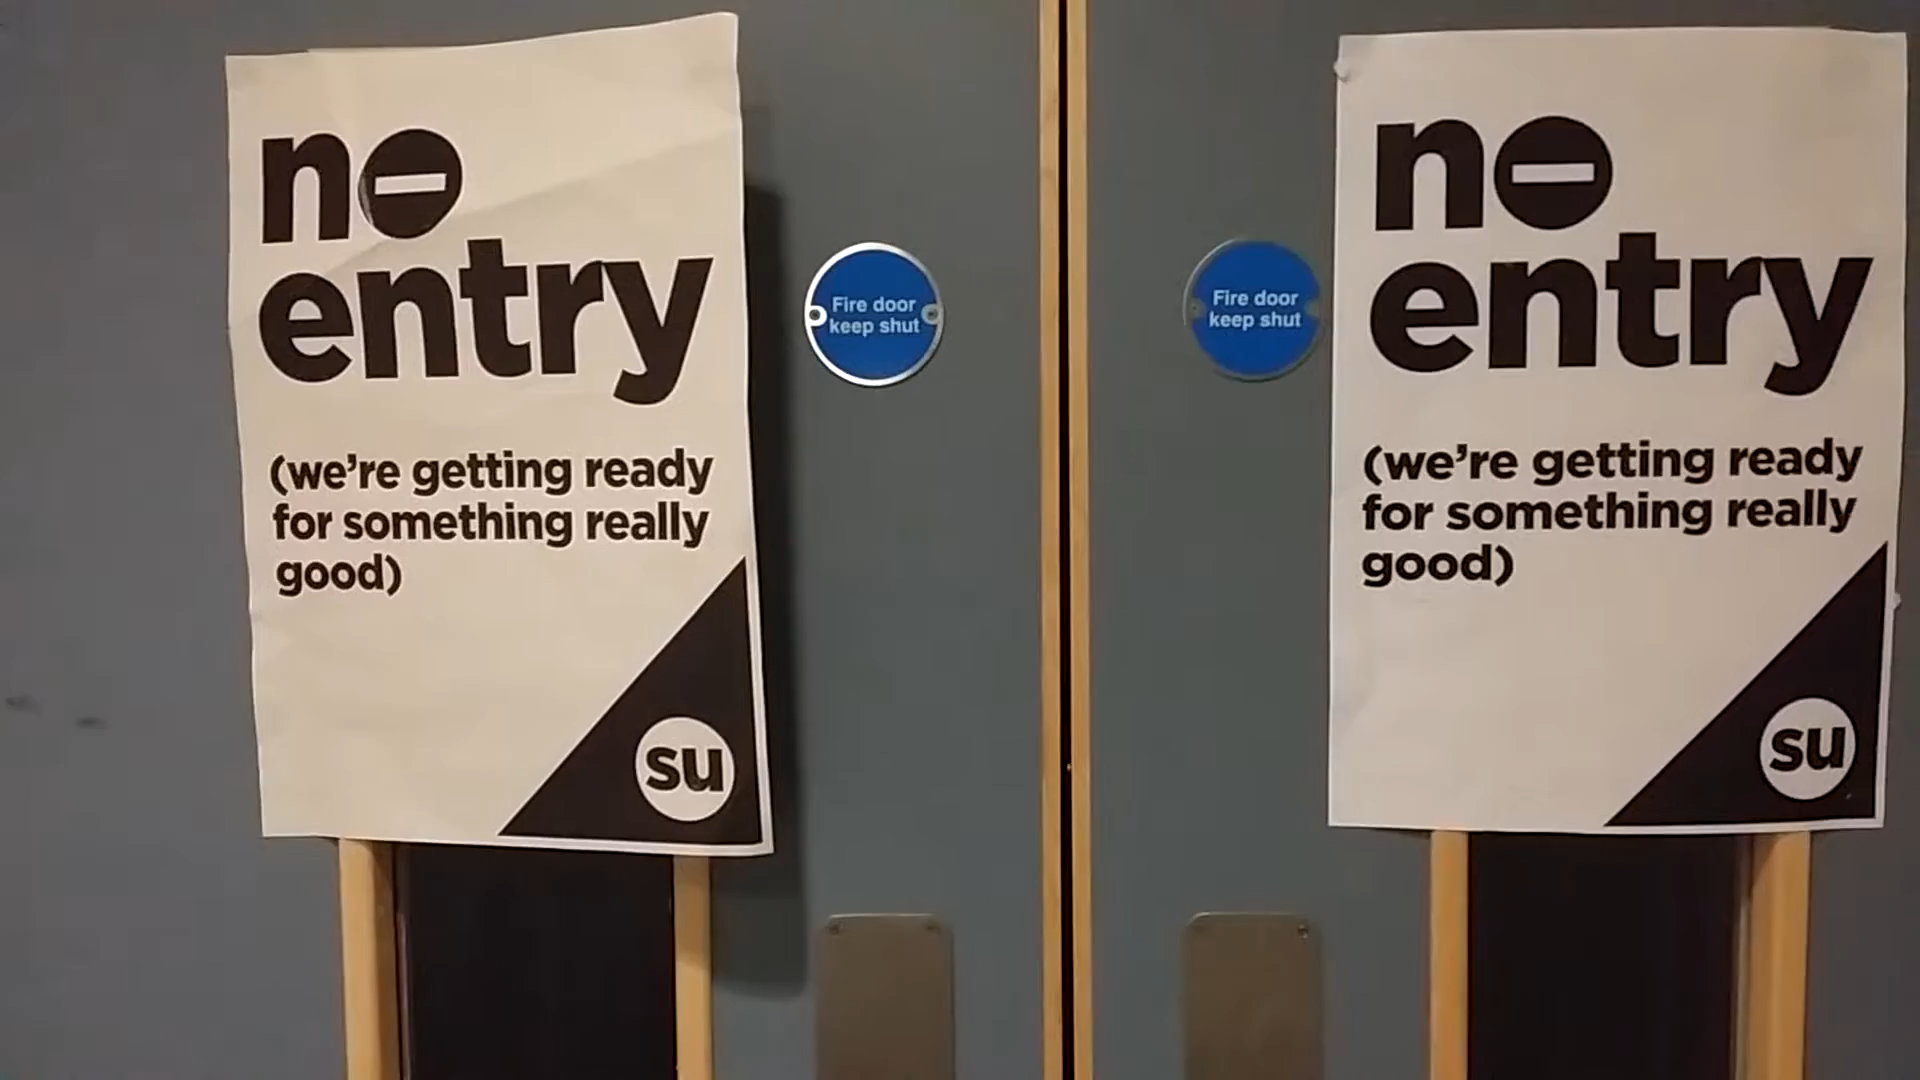 no
entry
(we're getting ready
for something really
good)
su
Fire door
keep shut
Fire door
keep shut
no
entry
(we're getting ready
for something really
good)
su